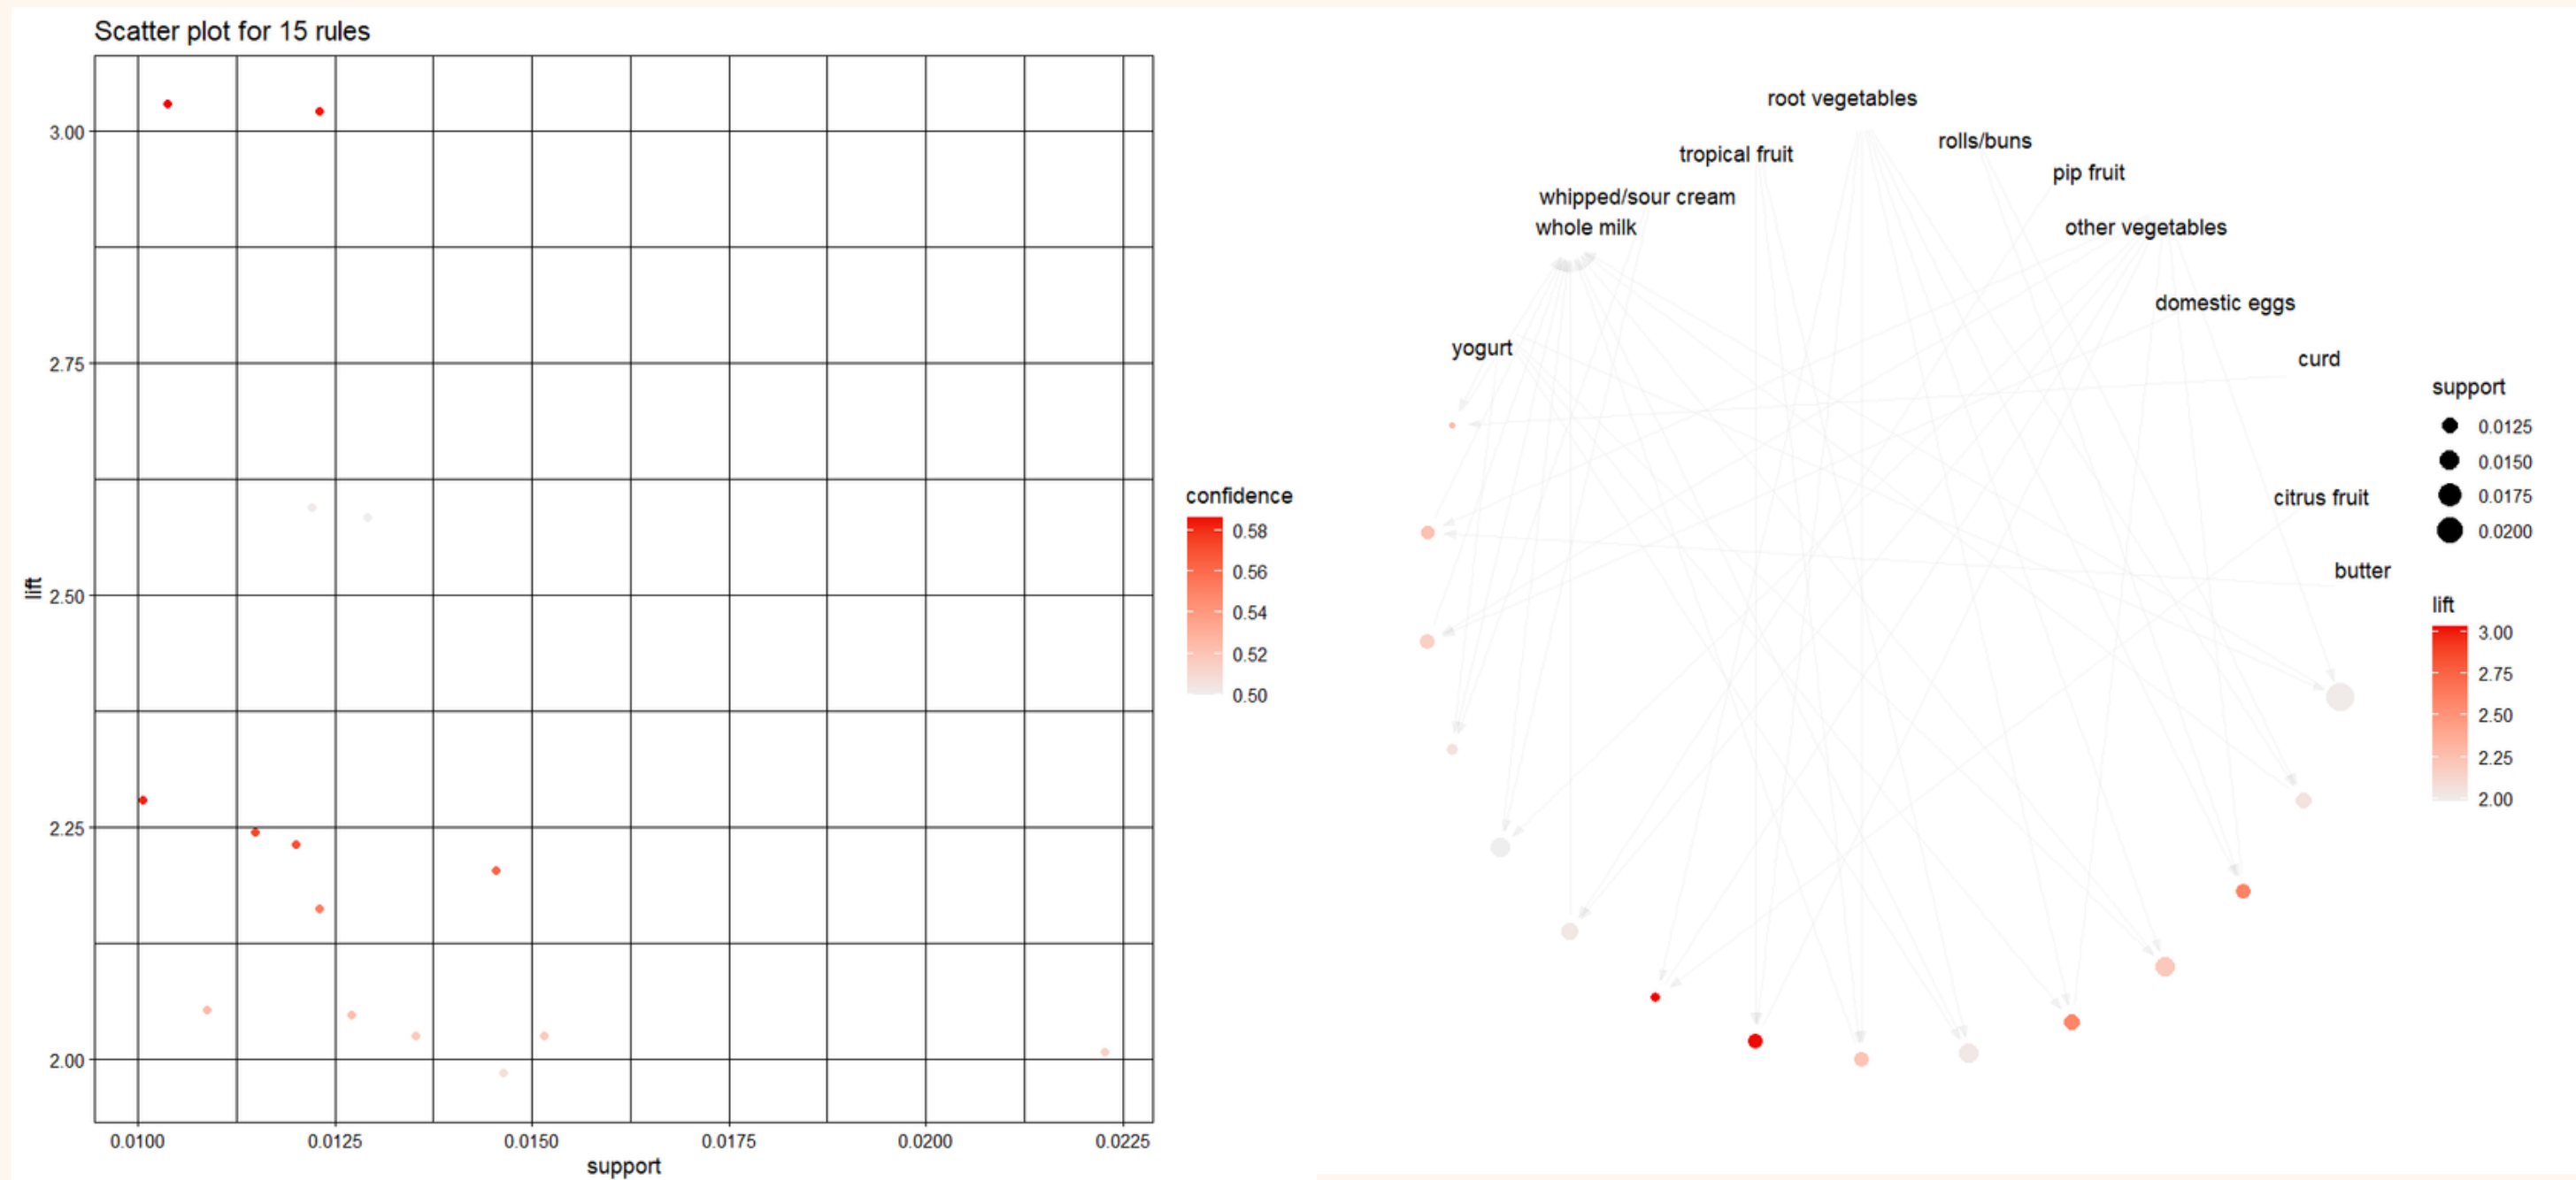 Scatter plot for 15 rules
3.00
2.75
2.50
2.25
2.00
lift
0.0100 0.0125 0.0150 0.0175 0.0200 0.0225
support
confidence
0.58
0.56
0.54
0.52
0.50
root vegetables
rolls/buns
tropical fruit
pip fruit
whipped/sour cream
whole milk
other vegetables
domestic eggs
yogurt
curd
citrus fruit
butter
support
0.0125
0.0150
0.0175
0.0200
lift
3.00
2.75
2.50
2.25
2.00